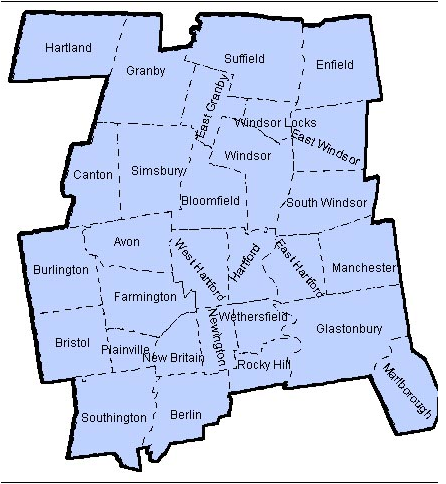 Hartland
Granby
Suffield
Enfield
East Granby
Windsor Locks
East Windsor
Windsor
Canton
Simsbury
Bloomfield
South Windsor
Avon
West Hartford
Hartford
East Hartford
Manchester
Burlington
Farmington
Wethersfield
Newington
Glastonbury
Bristol
Plainville
New Britain
Rocky Hill
Marlborough
Southington
Berlin